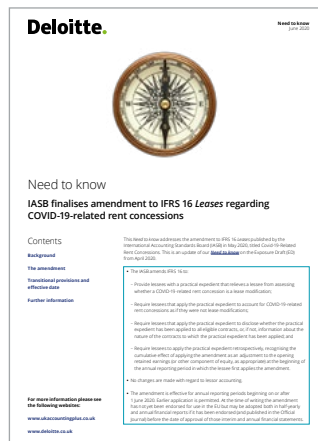 Deloitte.
Need to know
June 2020
Need to know
IASB finalises amendment to IFRS 16 Leases regarding
COVID-19-related rent concessions
Contents
Background
The amendment
Transitional provisions and
effective date
Further information
For more information please see
the following websites:
www.ukaccountingplus.co.uk
www.deloitte.co.uk
This Need to know addresses the amendment to IFRS 16 Leases published by the
International Accounting Standards Board (IASB) in May 2020, titled Covid-19-Related
Rent Concessions. This is an update of our Need to know on the Exposure Draft (ED)
from April 2020.
• The IASB amends IFRS 16 to:
– Provide lessees with a practical expedient that relieves a lessee from assessing
whether a COVID-19-related rent concession is a lease modification;
– Require lessees that apply the practical expedient to account for COVID-19-related
rent concessions as if they were not lease modifications;
– Require lessees that apply the practical expedient to disclose whether the practical
expedient has been applied to all eligible contracts, or, if not, information about the
nature of the contracts to which the practical expedient has been applied; and
– Require lessees to apply the practical expedient retrospectively, recognising the
cumulative effect of applying the amendment as an adjustment to the opening
retained earnings (or other component of equity, as appropriate) at the beginning of
the annual reporting period in which the lessee first applies the amendment.
• No changes are made with regard to lessor accounting.
• The amendment is effective for annual reporting periods beginning on or after
1 June 2020. Earlier application is permitted. At the time of writing the amendment
has not yet been endorsed for use in the EU but may be adopted both in half-yearly
and annual financial reports if it has been endorsed and published in the Official
Journal before the date of approval of those interim and annual financial statements.